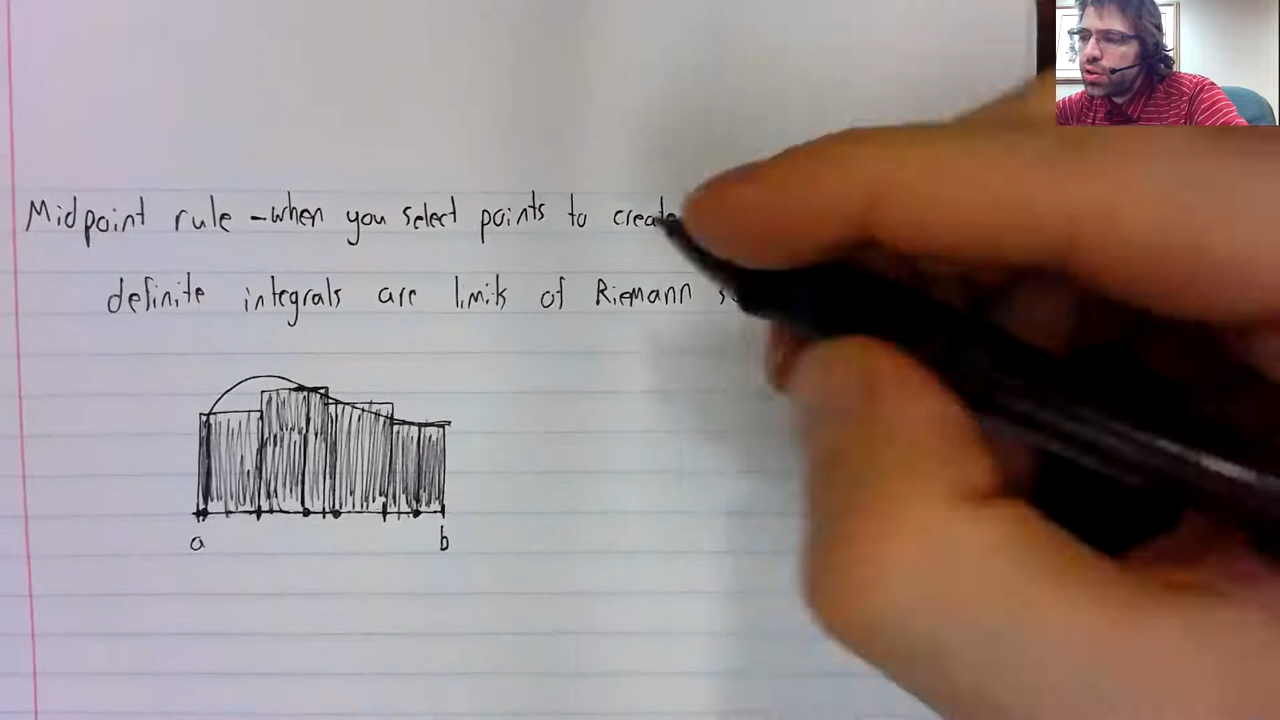 Midpoint rule - when you select points to create
definite integrals are limits of Riemann
a b